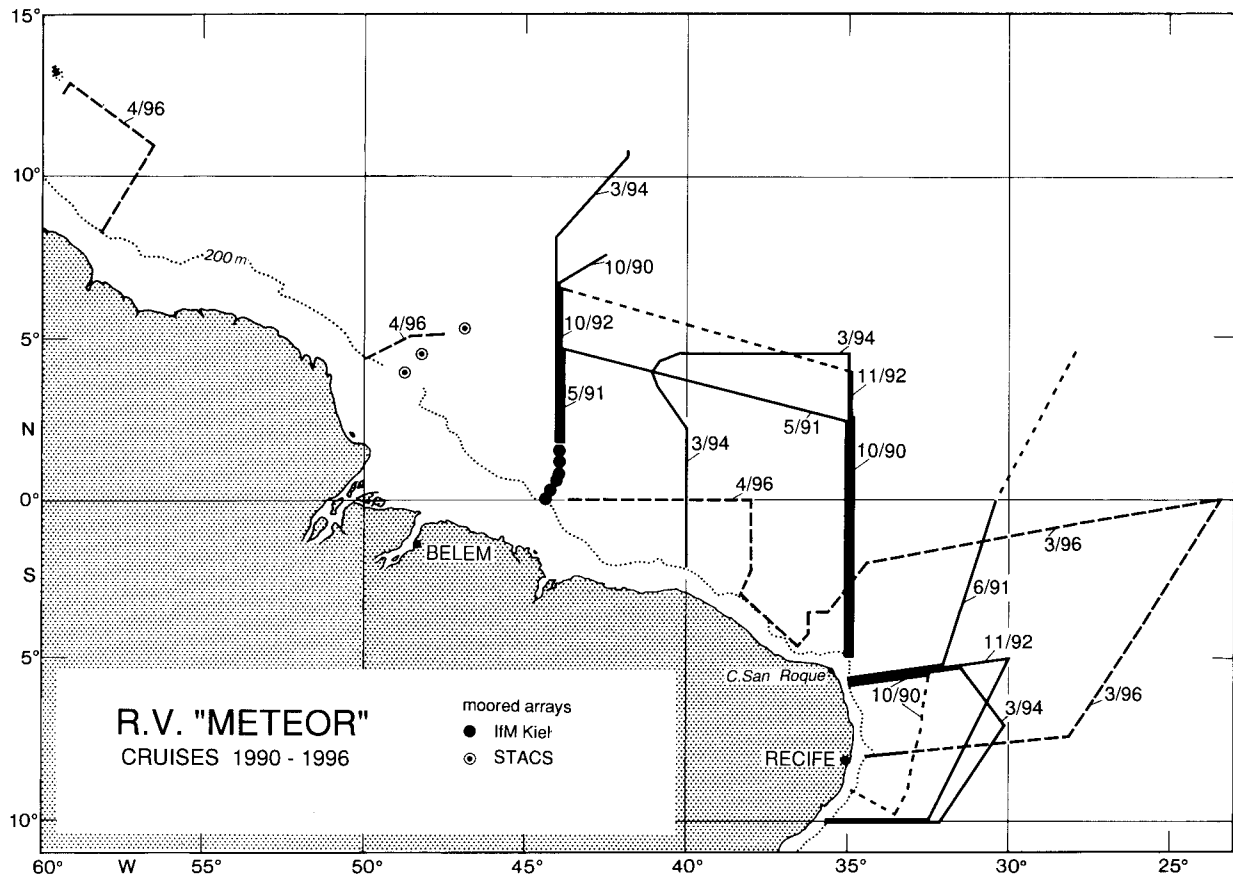 15°
4/96
10°
3/94
200 m
10/90
4/96
10/92
3/94
5°
11/92
5/91
5/91
N
3/94
10/90
4/96
0°
BELEM
3/96
S
6/91
11/92
5°
C.San Roque
10/90
3/94
3/96
R.V. "METEOR"
CRUISES 1990 - 1996
moored arrays
IfM Kiel
STACS
RECIFE
10°
60° W 55° 50° 45° 40° 35° 30° 25°